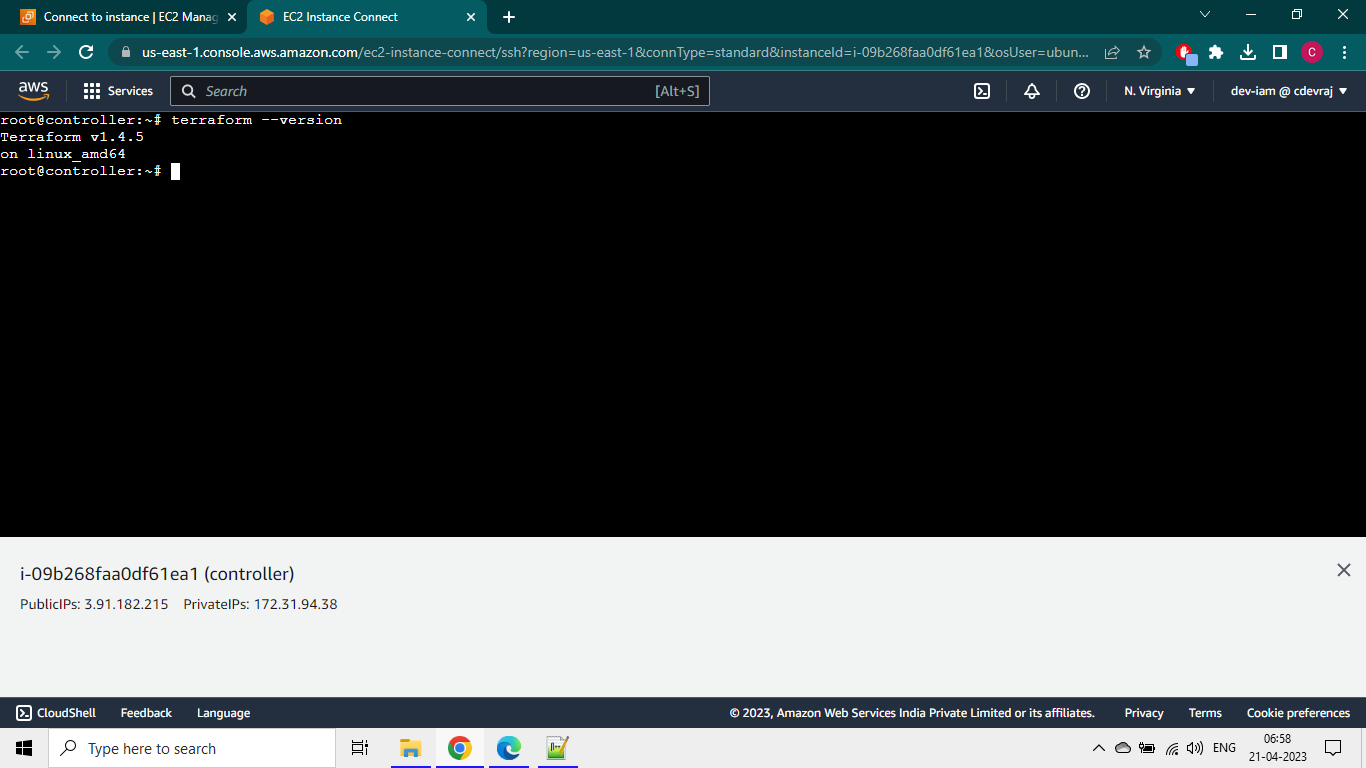 Connect to instance | EC2 Manag
EC2 Instance Connect
us-east-1.console.aws.amazon.com/ec2-instance-connect/ssh?region=us-east-1&connType=standard&instanceId=i-09b268faa0df61ea1&osUser=ubun...
C
aws
Services
Search
[Alt+S]
N. Virginia
dev-iam @ cdevraj
root@controller:~# terraform --version
Terraform v1.4.5
on linux_amd64
root@controller:~#
i-09b268faa0df61ea1 (controller)
PublicIPs: 3.91.182.215 PrivateIPs: 172.31.94.38
CloudShell
Feedback
Language
© 2023, Amazon Web Services India Private Limited or its affiliates.
Privacy
Terms
Cookie preferences
Type here to search
ENG
06:58
21-04-2023